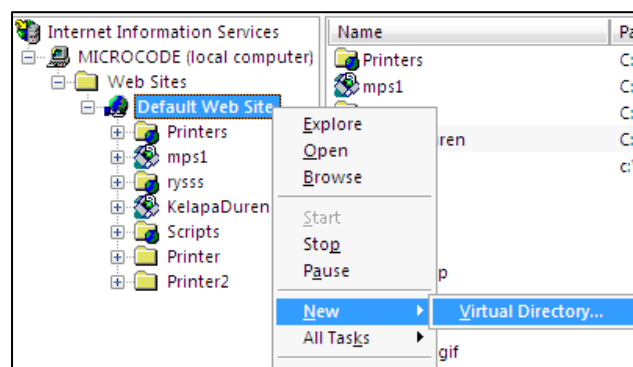 Internet Information Services
MICROCODE (local computer)
Web Sites
Default Web Site
Printers
mps1
rysss
KelapaDuren
Scripts
Printer
Printer2
Name
Printers
mps1
Explore
Open
Browse
Start
Stop
Pause
New
All Tasks
Virtual Directory...